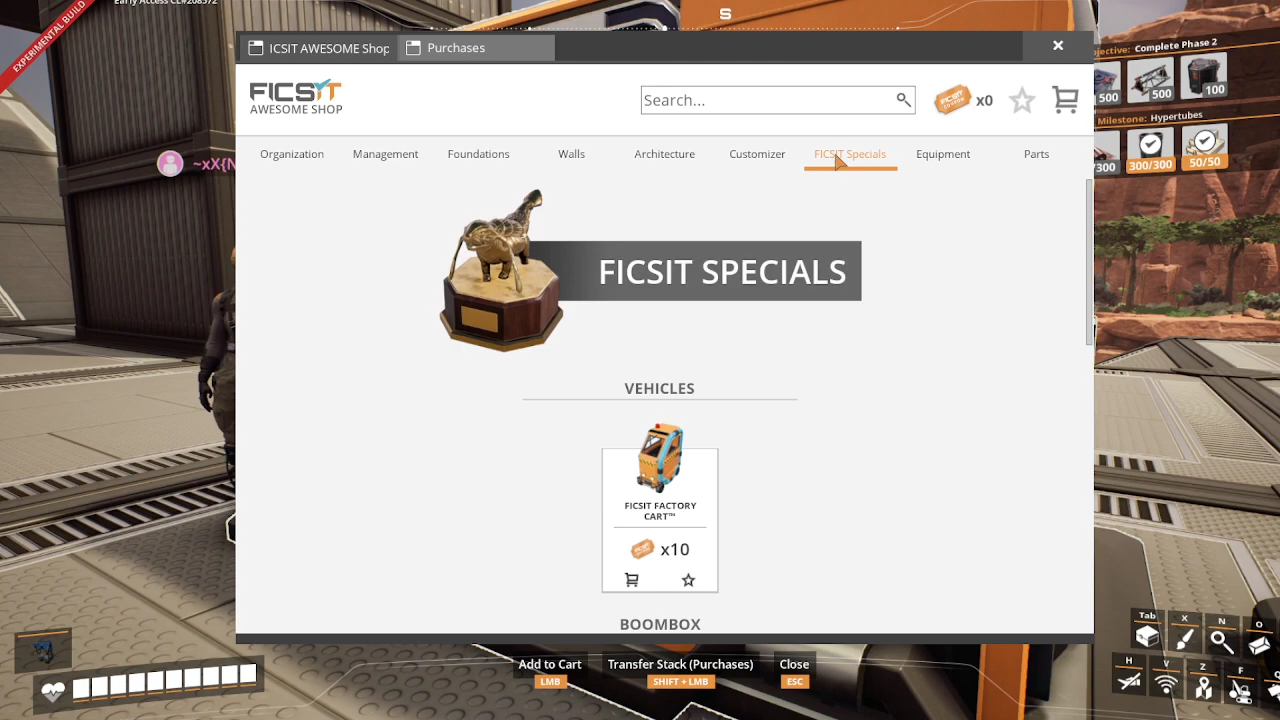 Early Access CL#208572
EXPERIMENTAL BUILD
S
ICSIT AWESOME Shop
Purchases
FICSIT
AWESOME SHOP
Search...
x0
Organization
Management
Foundations
Walls
Architecture
Customizer
FICSIT Specials
Equipment
Parts
FICSIT SPECIALS
VEHICLES
FICSIT FACTORY
CART™
x10
BOOMBOX
Add to Cart
LMB
Transfer Stack (Purchases)
SHIFT + LMB
Close
ESC
jective: Complete Phase 2
500
500
100
Milestone: Hypertubes
/300
300/300
50/50
~xX{N
Tab
X
N
O
H
V
Z
F